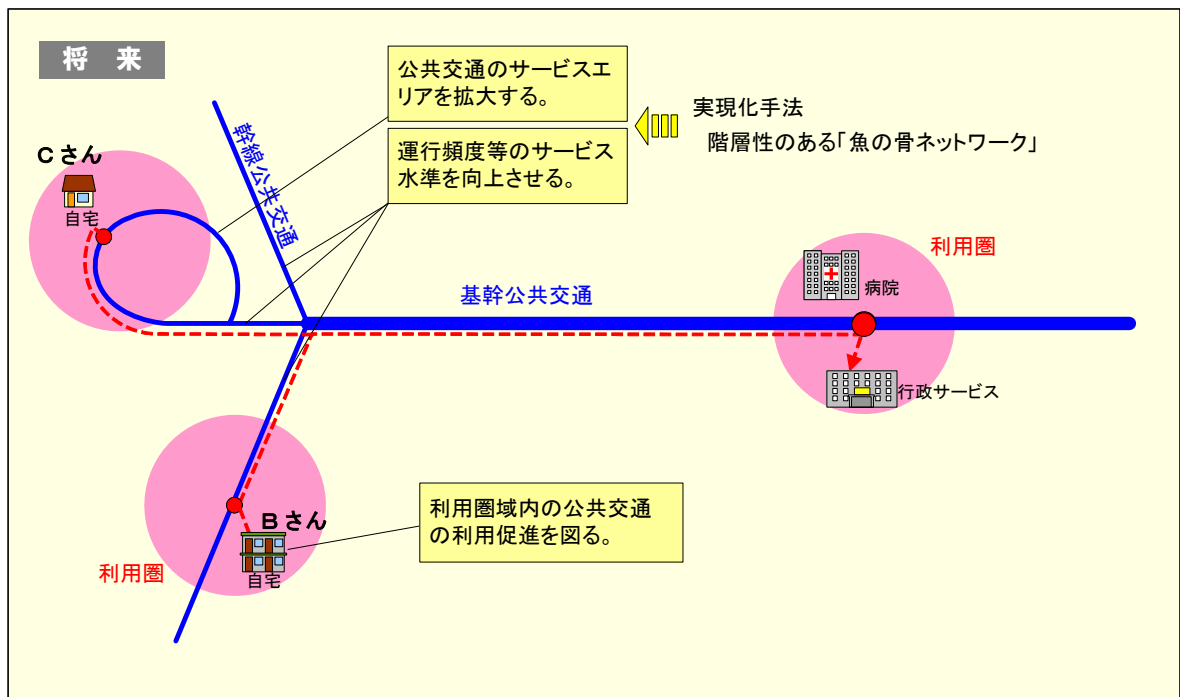 将 来
公共交通のサービスエ
リアを拡大する。
実現化手法
階層性のある「魚の骨ネットワーク」
運行頻度等のサービス
水準を向上させる。
幹線公共交通
Cさん
自宅
利用圏
病院
基幹公共交通
行政サービス
利用圏域内の公共交通
の利用促進を図る。
Bさん
自宅
利用圏